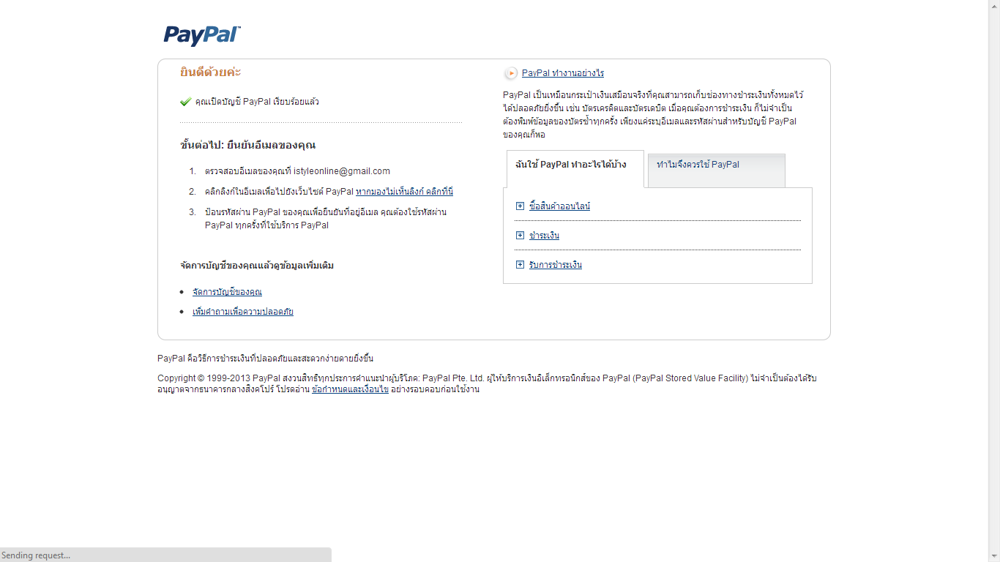 PayPal™
ยินดีด้วยค่ะ
คุณเปิดบัญชี PayPal เรียบร้อยแล้ว
ขั้นต่อไป: ยืนยันอีเมลของคุณ
1. ตรวจสอบอีเมลของคุณที่ istyleonline@gmail.com
2. คลิกลิงก์ในอีเมลเพื่อไปยังเว็บไซต์ PayPal หากมองไม่เห็นลิงก์ คลิกที่นี่
3. ป้อนรหัสผ่าน PayPal ของคุณเพื่อยืนยันที่อยู่อีเมล คุณต้องใช้รหัสผ่าน
PayPal ทุกครั้งที่ใช้บริการ PayPal
จัดการบัญชีของคุณแล้วดูข้อมูลเพิ่มเติม
• จัดการบัญชีของคุณ
• เพิ่มคำถามเพื่อความปลอดภัย
PayPal ทำงานอย่างไร
PayPal เป็นเหมือนกระเป๋าเงินเสมือนจริงที่คุณสามารถเก็บช่องทางชำระเงินทั้งหมดไว้
ได้ปลอดภัยยิ่งขึ้น เช่น บัตรเครดิตและบัตรเดบิต เมื่อคุณต้องการชำระเงิน ก็ไม่จำเป็น
ต้องพิมพ์ข้อมูลของบัตรซ้ำทุกครั้ง เพียงแค่ระบุอีเมลและรหัสผ่านสำหรับบัญชี PayPal
ของคุณก็พอ
ฉันใช้ PayPal ทำอะไรได้บ้าง
ทำไมจึงควรใช้ PayPal
ซื้อสินค้าออนไลน์
ชำระเงิน
รับการชำระเงิน
PayPal คือวิธีการชำระเงินที่ปลอดภัยและสะดวกง่ายดายยิ่งขึ้น
Copyright © 1999-2013 PayPal สงวนสิทธิ์ทุกประการคำแนะนำผู้บริโภค: PayPal Pte. Ltd. ผู้ให้บริการเงินอิเล็กทรอนิกส์ของ PayPal (PayPal Stored Value Facility) ไม่จำเป็นต้องได้รับ
อนุญาตจากธนาคารกลางสิงคโปร์ โปรดอ่าน ข้อกำหนดและเงื่อนไข อย่างรอบคอบก่อนใช้งาน
Sending request...